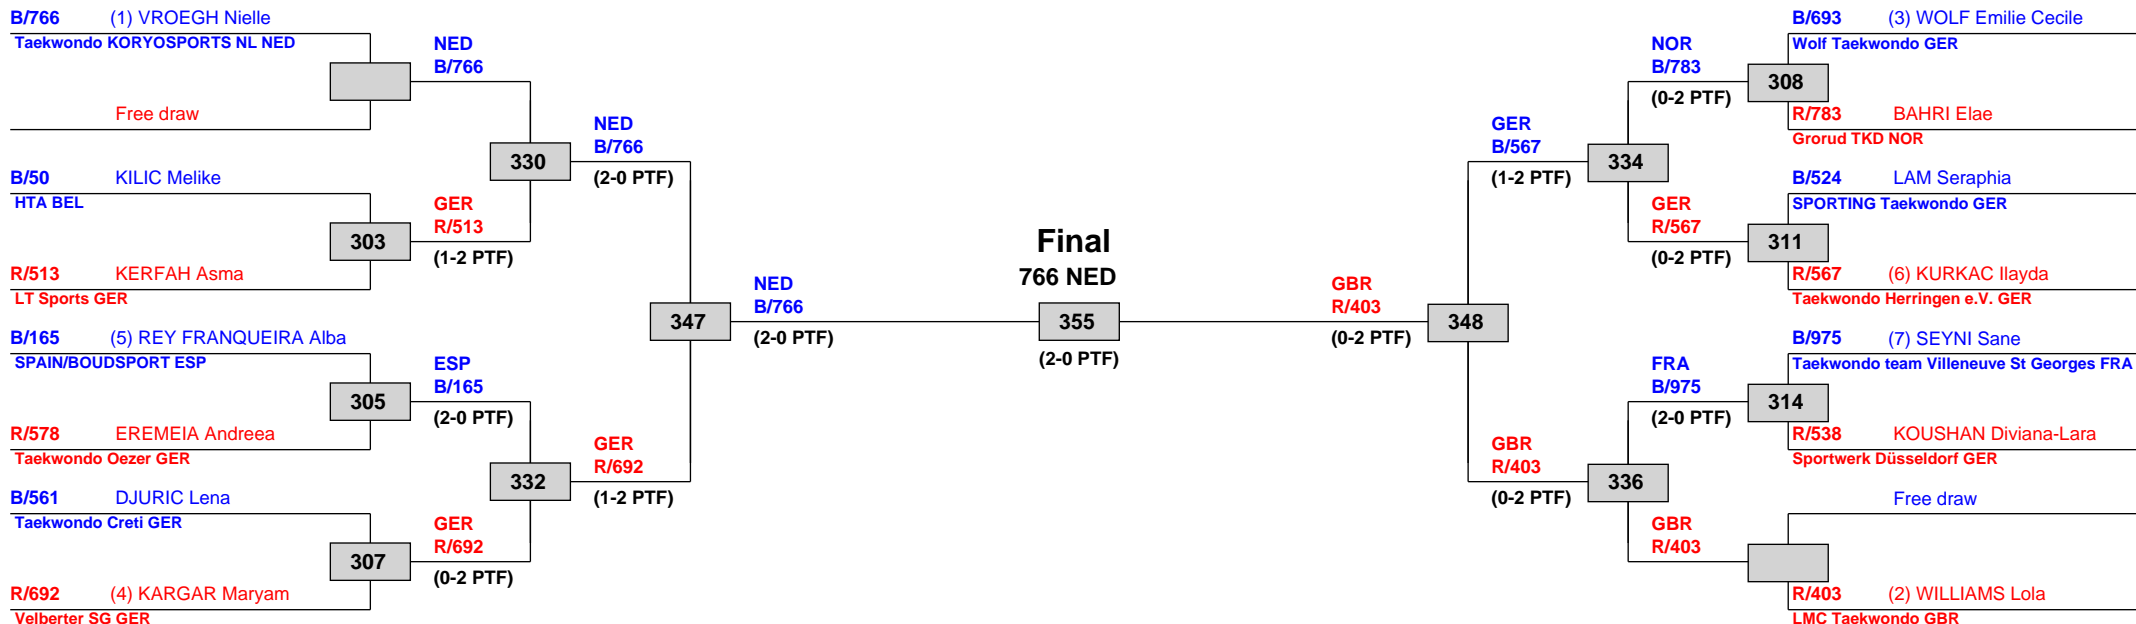 B/766 (1) VROEGH Nielle
Taekwondo KORYOSPORTS NL NED
Free draw
B/50 KILIC Melike
HTA BEL
303
R/513 KERFAH Asma
LT Sports GER
B/165 (5) REY FRANQUEIRA Alba
SPAIN/BOUDSPORT ESP
305
R/578 EREMEIA Andreea
Taekwondo Oezer GER
B/561 DJURIC Lena
Taekwondo Creti GER
307
R/692 (4) KARGAR Maryam
Velberter SG GER
NED
B/766
330
GER
R/513
(1-2 PTF)
ESP
B/165
(2-0 PTF)
332
GER
R/692
(0-2 PTF)
NED
B/766
(2-0 PTF)
347
GER
R/692
(1-2 PTF)
NED
B/766
(2-0 PTF)
Final
766 NED
355
(2-0 PTF)
GBR
R/403
(0-2 PTF)
348
GER
B/567
(1-2 PTF)
GBR
R/403
(0-2 PTF)
NOR
B/783
(0-2 PTF)
334
GER
R/567
(0-2 PTF)
FRA
B/975
(2-0 PTF)
336
GBR
R/403
B/693 (3) WOLF Emilie Cecile
Wolf Taekwondo GER
308
R/783 BAHRI Elae
Grorud TKD NOR
B/524 LAM Seraphia
SPORTING Taekwondo GER
311
R/567 (6) KURKAC Ilayda
Taekwondo Herringen e.V. GER
B/975 (7) SEYNI Sane
Taekwondo team Villeneuve St Georges FRA
314
R/538 KOUSHAN Diviana-Lara
Sportwerk Düsseldorf GER
Free draw
R/403 (2) WILLIAMS Lola
LMC Taekwondo GBR